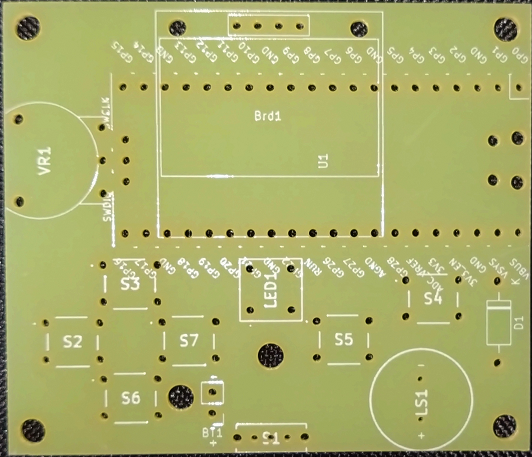 GP15
GP14
GND
GP13
GP12
GP11
GP10
GND
GP9
GP8
GP7
GP6
GND
GP5
GP4
GP3
GP2
GND
GP1
GP0
SWCLK
Brd1
VR1
U1
SWDIO
GP16
GP17
GND
GP18
GP19
GP20
GND
RUN
GP26
GP27
AGND
GP28
ADC_VREF
3V3
3V3_EN
GND
VSYS
VBUS
S3
LED1
S4
K
D1
S2
S7
S5
S6
LS1
+
BT1
+
S1